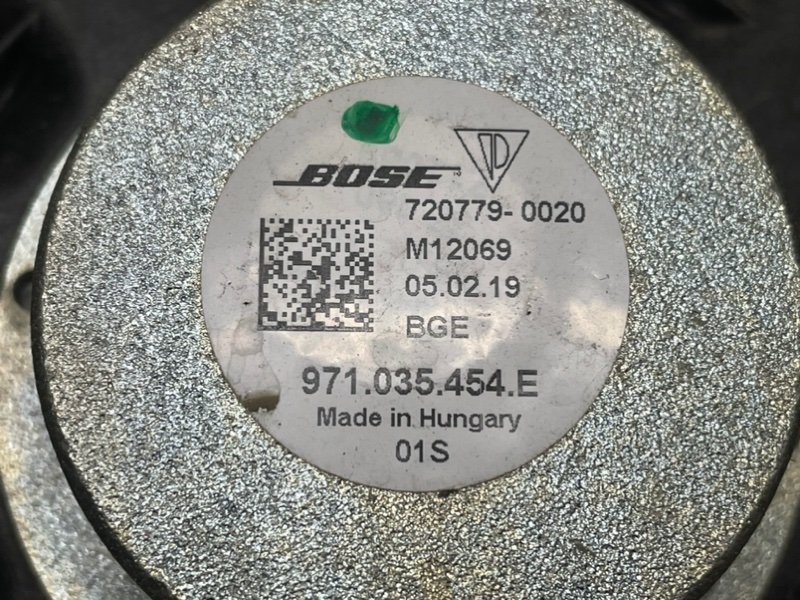 BOSE
720779-0020
M12069
05.02.19
BGE
971.035.454.E
Made in Hungary
01S